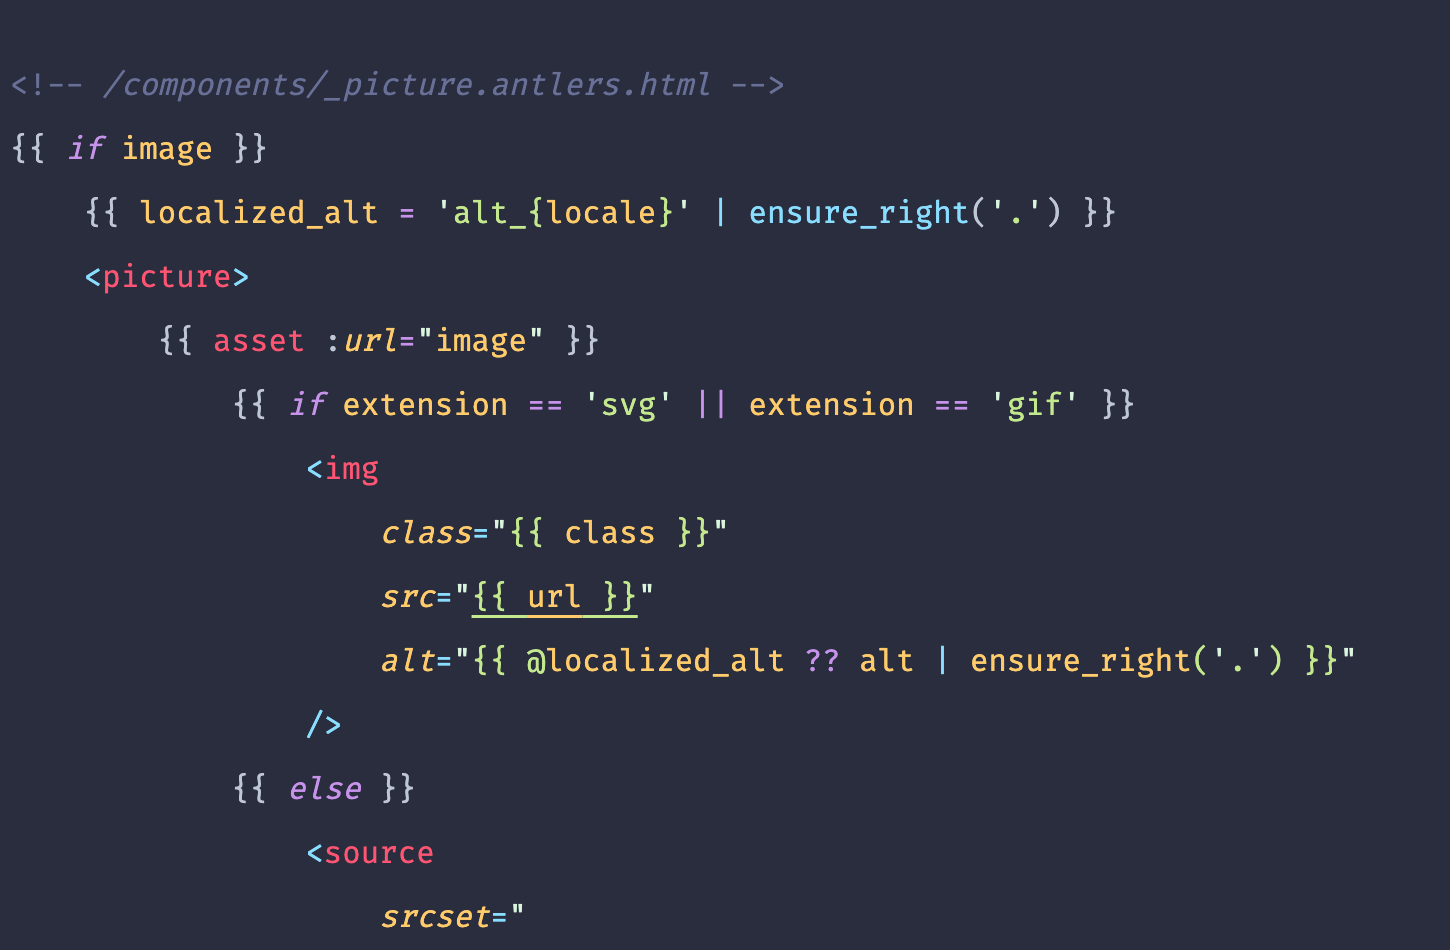 <!-- /components/_picture.antlers.html -->
{{ if image }}
{{ localized_alt = 'alt_{locale}' | ensure_right('.') }}
<picture>
{{ asset :url="image" }}
{{ if extension == 'svg' || extension == 'gif' }}
<img
class="{{ class }}"
src="{{ url }}"
alt="{{ @localized_alt ?? alt | ensure_right('.') }}"
/>
{{ else }}
<source
srcset="